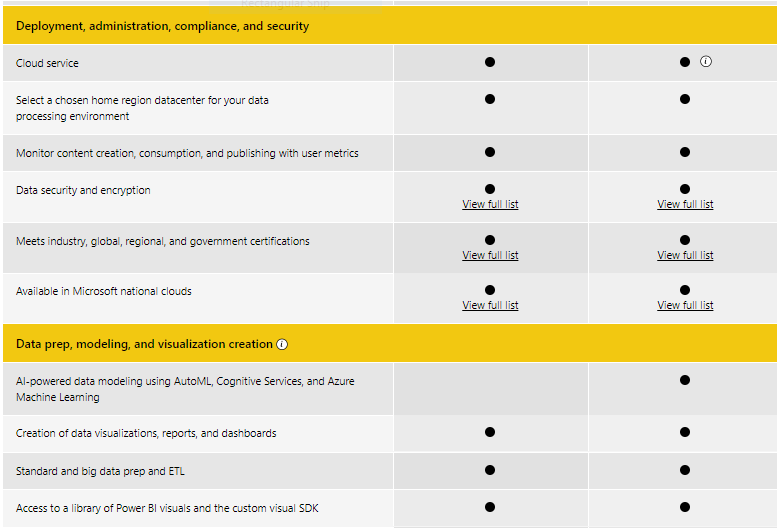 Rectangular Snip
Deployment, administration, compliance, and security
Cloud service
Select a chosen home region datacenter for your data
processing environment
Monitor content creation, consumption, and publishing with user metrics
Data security and encryption
View full list View full list
Meets industry, global, regional, and government certifications
View full list View full list
Available in Microsoft national clouds
View full list View full list
Data prep, modeling, and visualization creation
AI-powered data modeling using AutoML, Cognitive Services, and Azure
Machine Learning
Creation of data visualizations, reports, and dashboards
Standard and big data prep and ETL
Access to a library of Power BI visuals and the custom visual SDK